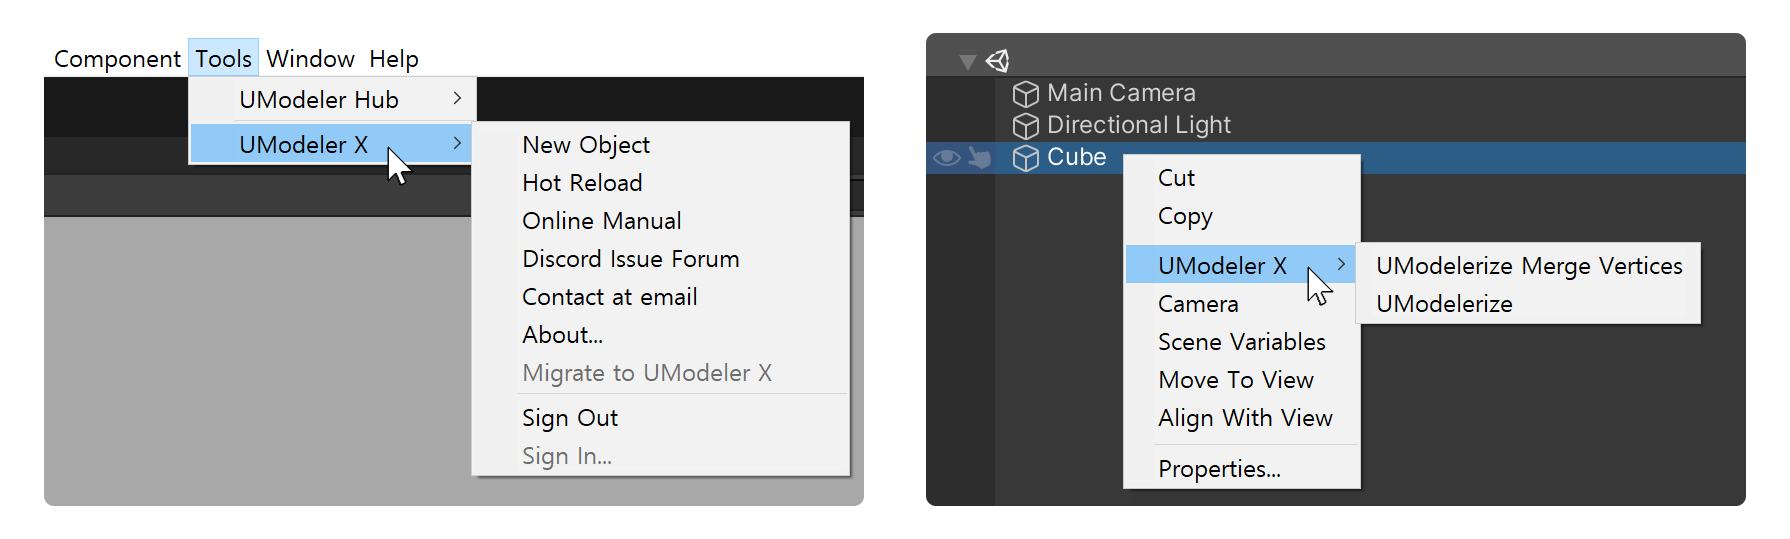 Component Tools Window Help
UModeler Hub
UModeler X
New Object
Hot Reload
Online Manual
Discord Issue Forum
Contact at email
About...
Migrate to UModeler X
Sign Out
Sign In...
Main Camera
Directional Light
Cube
Cut
Copy
UModeler X
Camera
Scene Variables
Move To View
Align With View
Properties...
UModelerize Merge Vertices
UModelerize